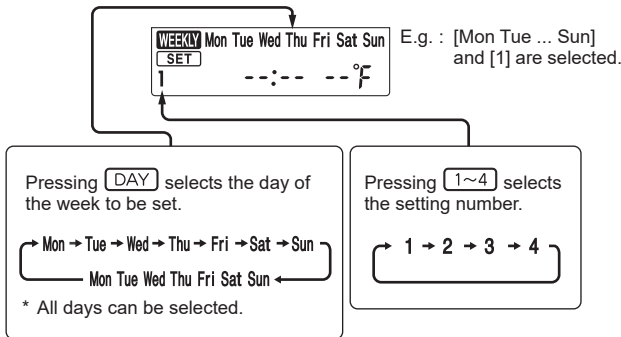 WEEKLY Mon Tue Wed Thu Fri Sat Sun
SET
1 --:-- --°F
E.g. : [Mon Tue ... Sun]
and [1] are selected.
Pressing DAY selects the day of
the week to be set.
Mon → Tue → Wed → Thu → Fri → Sat → Sun
Mon Tue Wed Thu Fri Sat Sun
* All days can be selected.
Pressing 1~4 selects
the setting number.
1 → 2 → 3 → 4